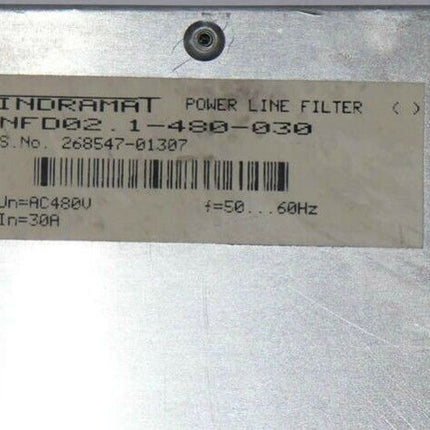 INDRAMAT POWER LINE FILTER < >
NFD02.1-480-030
S.No. 268547-01307
Un=AC480V f=50...60Hz
In=30A